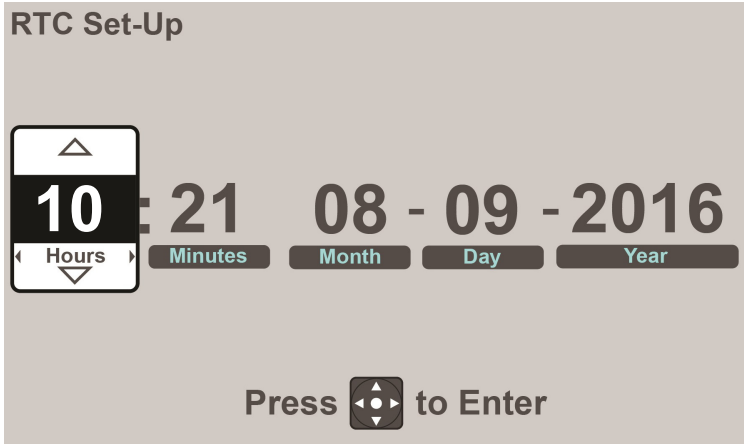 RTC Set-Up
10 : 21 08 - 09 - 2016
Hours Minutes Month Day Year
Press to Enter